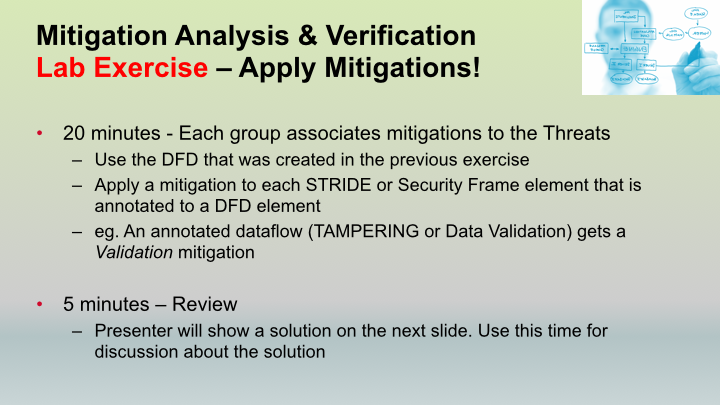 Mitigation Analysis & Verification
Lab Exercise – Apply Mitigations!
• 20 minutes - Each group associates mitigations to the Threats
– Use the DFD that was created in the previous exercise
– Apply a mitigation to each STRIDE or Security Frame element that is
annotated to a DFD element
– eg. An annotated dataflow (TAMPERING or Data Validation) gets a
Validation mitigation
• 5 minutes – Review
– Presenter will show a solution on the next slide. Use this time for
discussion about the solution